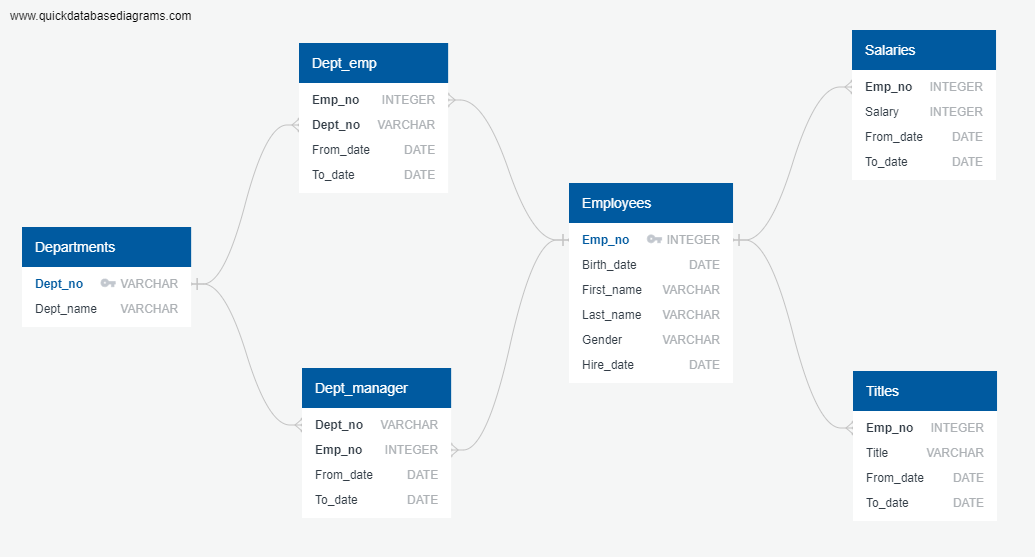 www.quickdatabasediagrams.com
Dept_emp
Emp_no INTEGER
Dept_no VARCHAR
From_date DATE
To_date DATE
Departments
Dept_no VARCHAR
Dept_name VARCHAR
Dept_manager
Dept_no VARCHAR
Emp_no INTEGER
From_date DATE
To_date DATE
Employees
Emp_no INTEGER
Birth_date DATE
First_name VARCHAR
Last_name VARCHAR
Gender VARCHAR
Hire_date DATE
Salaries
Emp_no INTEGER
Salary INTEGER
From_date DATE
To_date DATE
Titles
Emp_no INTEGER
Title VARCHAR
From_date DATE
To_date DATE